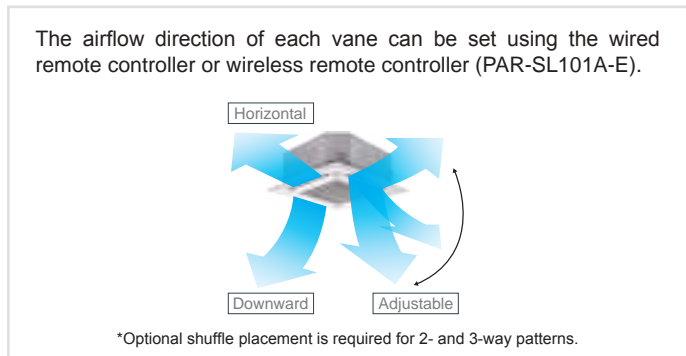 The airflow direction of each vane can be set using the wired
remote controller or wireless remote controller (PAR-SL101A-E).
Horizontal
Downward
Adjustable
*Optional shuffle placement is required for 2- and 3-way patterns.